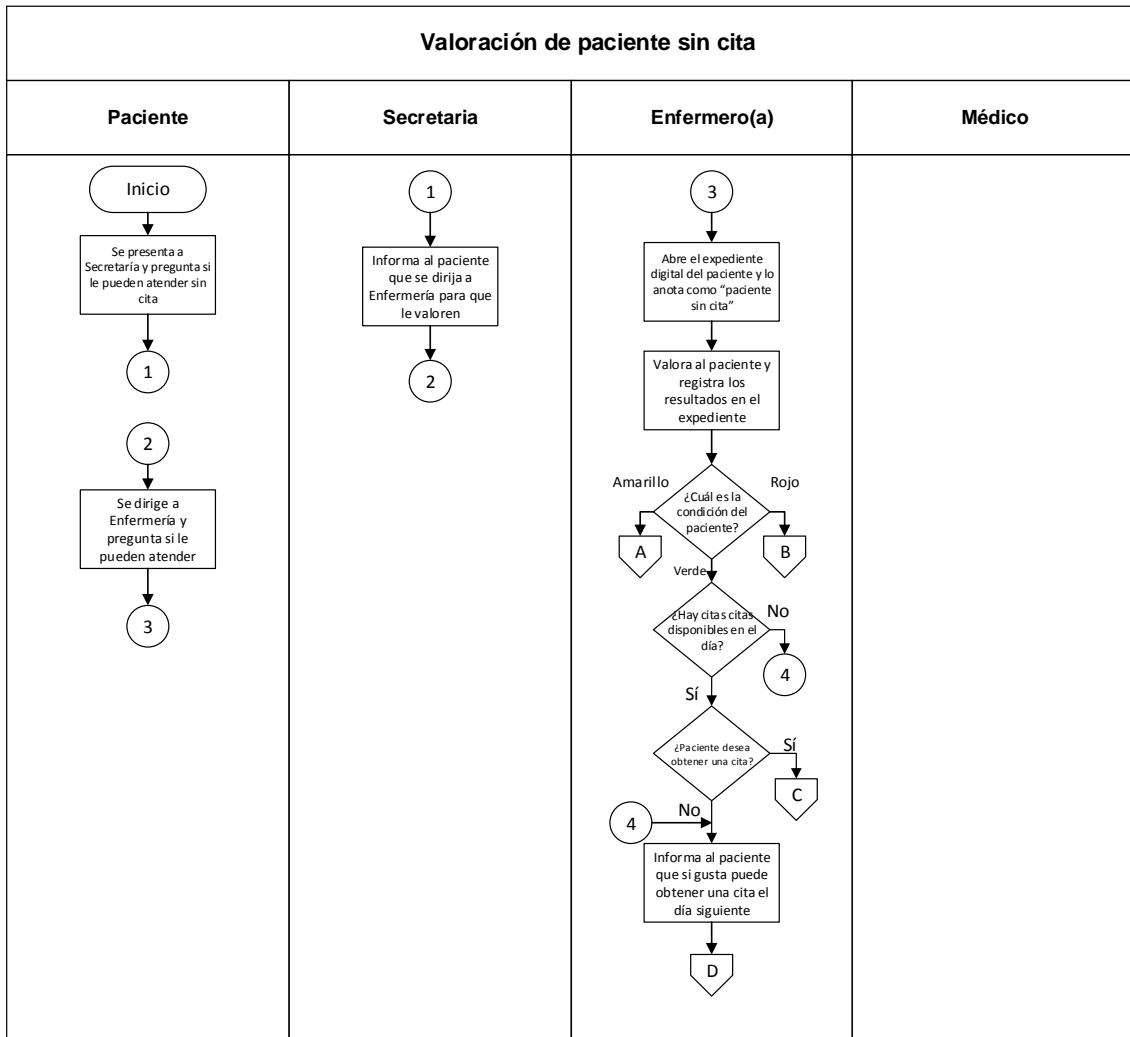 Valoración de paciente sin cita
Paciente
Secretaria
Enfermero(a)
Médico
Inicio
Se presenta a
Secretaría y pregunta si
le pueden atender sin
cita
1
2
Se dirige a
Enfermería y
pregunta si le
pueden atender
3
1
Informa al paciente
que se dirija a
Enfermería para que
le valoren
2
3
Abre el expediente
digital del paciente y lo
anota como “paciente
sin cita”
Valora al paciente y
registra los
resultados en el
expediente
Amarillo
Rojo
¿Cuál es la
condición del
paciente?
A
B
Verde
¿Hay citas citas
disponibles en el
día?
No
4
Sí
¿Paciente desea
obtener una cita?
Sí
C
4
No
Informa al paciente
que si gusta puede
obtener una cita el
día siguiente
D